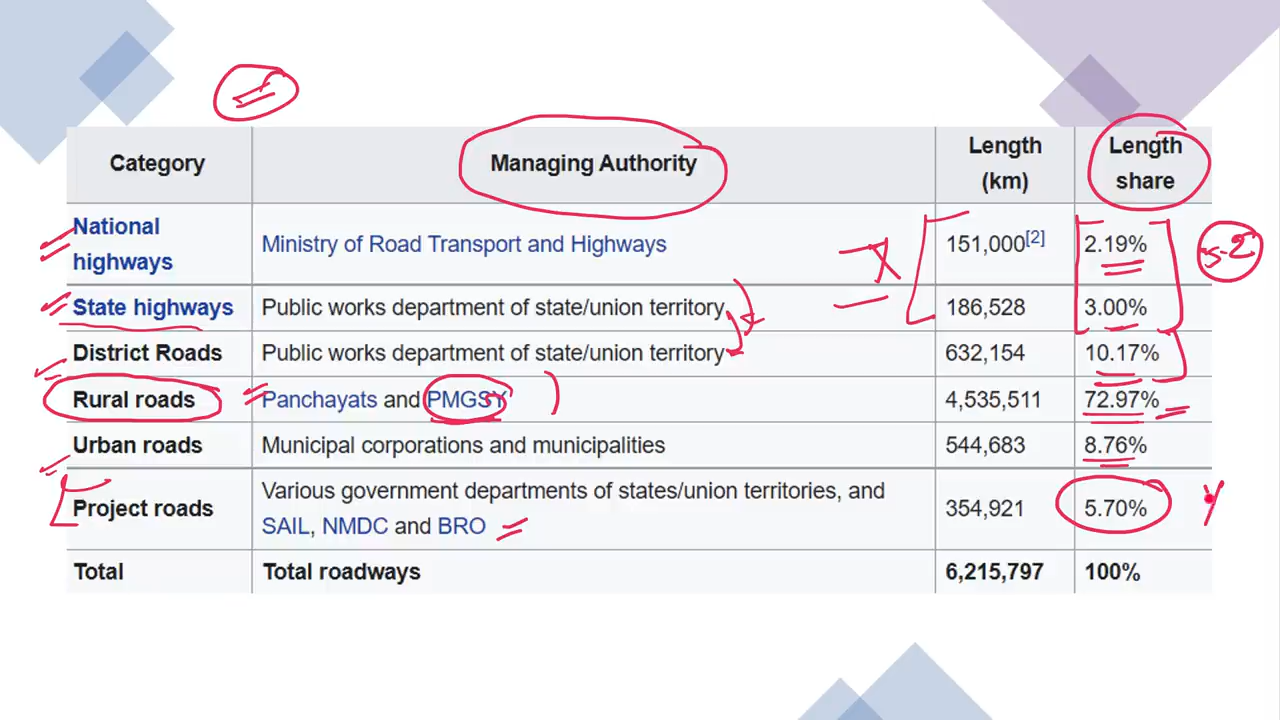 Category Managing Authority Length (km) Length share
National highways Ministry of Road Transport and Highways 151,000[2] 2.19%
State highways Public works department of state/union territory 186,528 3.00%
District Roads Public works department of state/union territory 632,154 10.17%
Rural roads Panchayats and PMGSY 4,535,511 72.97%
Urban roads Municipal corporations and municipalities 544,683 8.76%
Project roads Various government departments of states/union territories, and
SAIL, NMDC and BRO 354,921 5.70%
Total Total roadways 6,215,797 100%